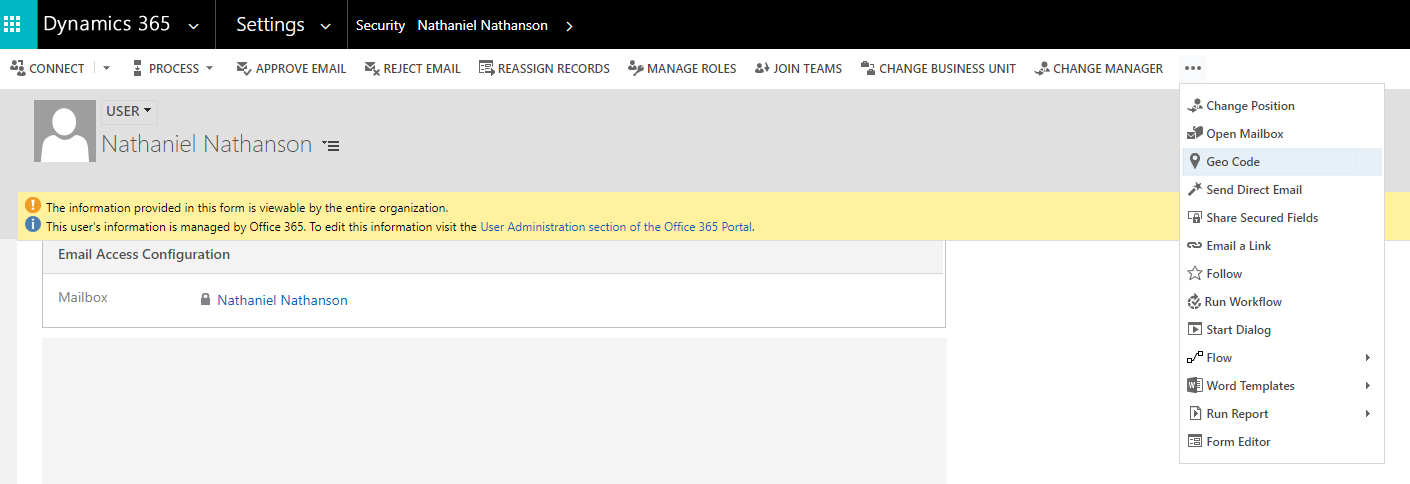 Dynamics 365 Settings Security Nathaniel Nathanson
CONNECT PROCESS APPROVE EMAIL REJECT EMAIL REASSIGN RECORDS MANAGE ROLES JOIN TEAMS CHANGE BUSINESS UNIT CHANGE MANAGER ...
USER
Nathaniel Nathanson
The information provided in this form is viewable by the entire organization.
This user's information is managed by Office 365. To edit this information visit the User Administration section of the Office 365 Portal.
Email Access Configuration
Mailbox Nathaniel Nathanson
Change Position
Open Mailbox
Geo Code
Send Direct Email
Share Secured Fields
Email a Link
Follow
Run Workflow
Start Dialog
Flow
Word Templates
Run Report
Form Editor